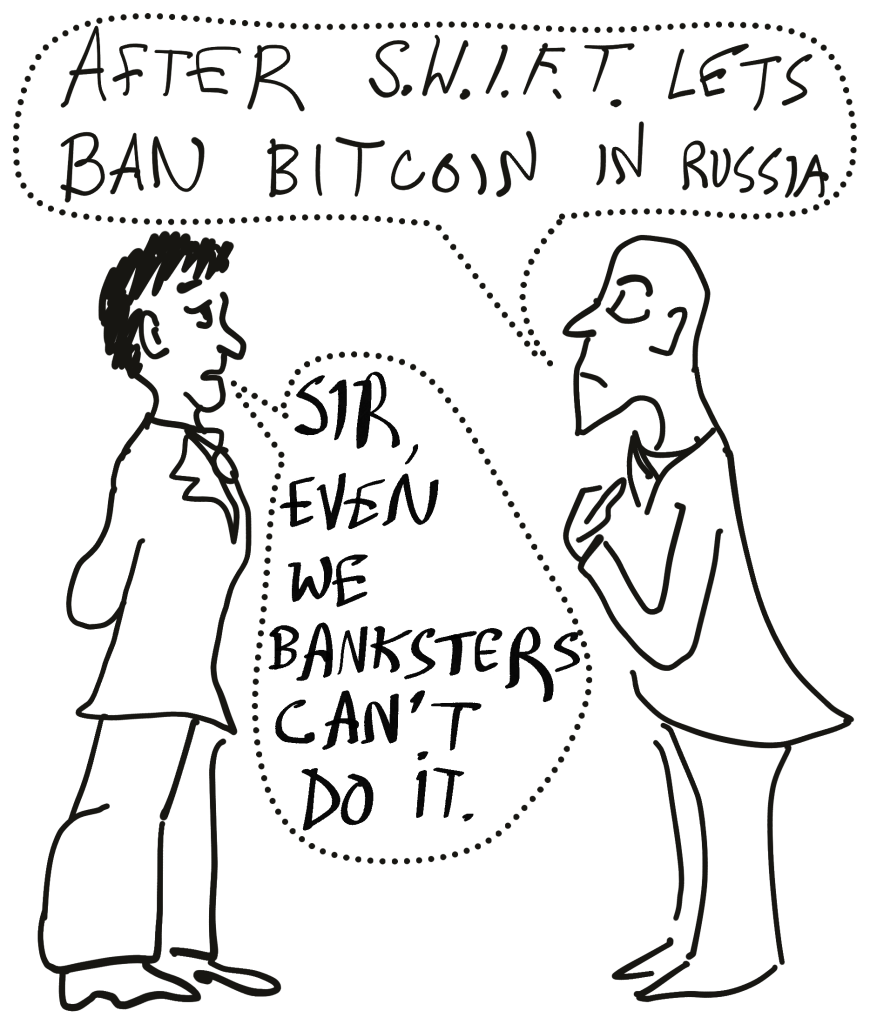 AFTER S.W.I.F.T. LETS
BAN BITCOIN IN RUSSIA
SIR,
EVEN
WE
BANKSTERS
CAN'T
DO IT.